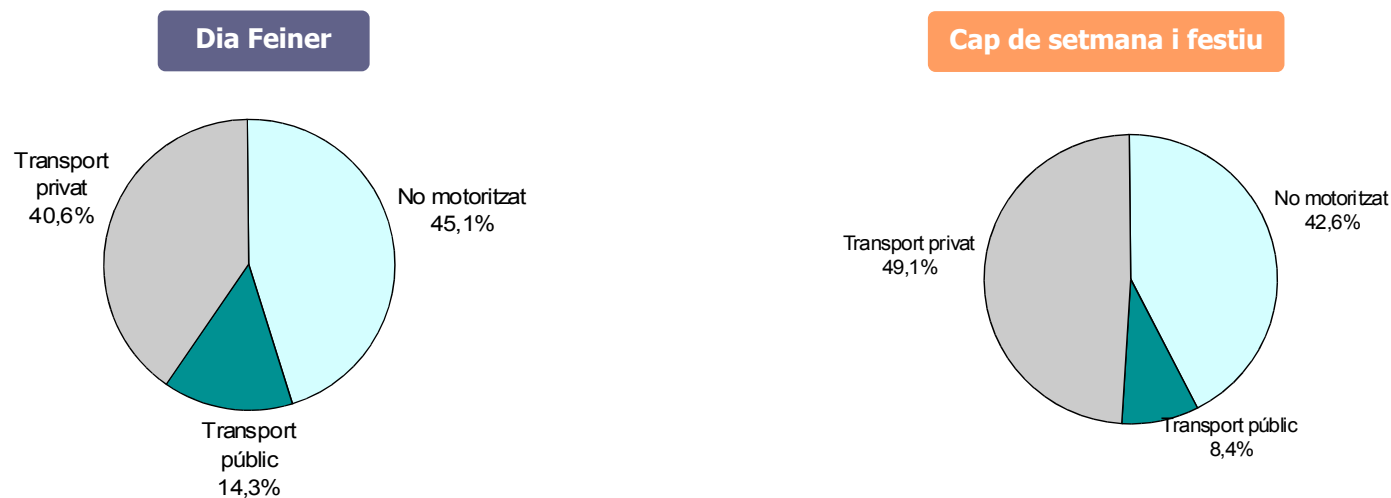 Dia Feiner
Transport
privat
40,6%
No motoritzat
45,1%
Transport
públic
14,3%
Cap de setmana i festiu
No motoritzat
42,6%
Transport privat
49,1%
Transport públic
8,4%